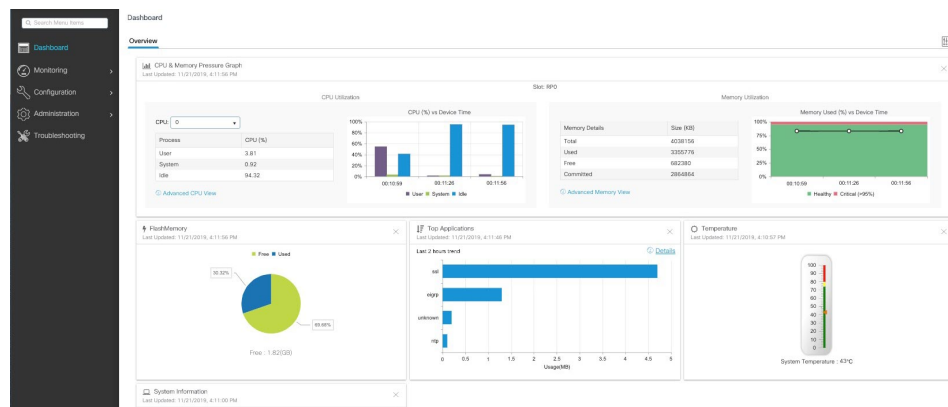 Search Menu Items
Dashboard
Monitoring
Configuration
Administration
Troubleshooting
Dashboard
Overview
CPU & Memory Pressure Graph
Last Updated: 11/21/2019, 4:11:56 PM
Slot: RP0
CPU Utilization
CPU: 0
Process CPU (%)
User 3.81
System 0.92
Idle 94.32
Advanced CPU View
CPU (%) vs Device Time
100%
80%
60%
40%
20%
0%
00:10:59 00:11:26 00:11:56
User System Idle
Memory Utilization
Memory Details Size (KB)
Total 4038156
Used 3355776
Free 682380
Committed 2864864
Advanced Memory View
Memory Used (%) vs Device Time
100%
75%
50%
25%
0%
00:10:59 00:11:26 00:11:56
Healthy Critical (>95%)
FlashMemory
Last Updated: 11/21/2019, 4:11:56 PM
Free Used
Free : 1.82(GB)
Top Applications
Last Updated: 11/21/2019, 4:11:46 PM
Last 2 hours trend
Details
ssl
eigrp
unknown
ntp
0 0.5 1 1.5 2 2.5 3 3.5 4 4.5 5
Usage(MB)
Temperature
Last Updated: 11/21/2019, 4:10:57 PM
100
90
80
70
60
50
40
30
20
10
0
System Temperature : 43°C
System Information
Last Updated: 11/21/2019, 4:11:00 PM